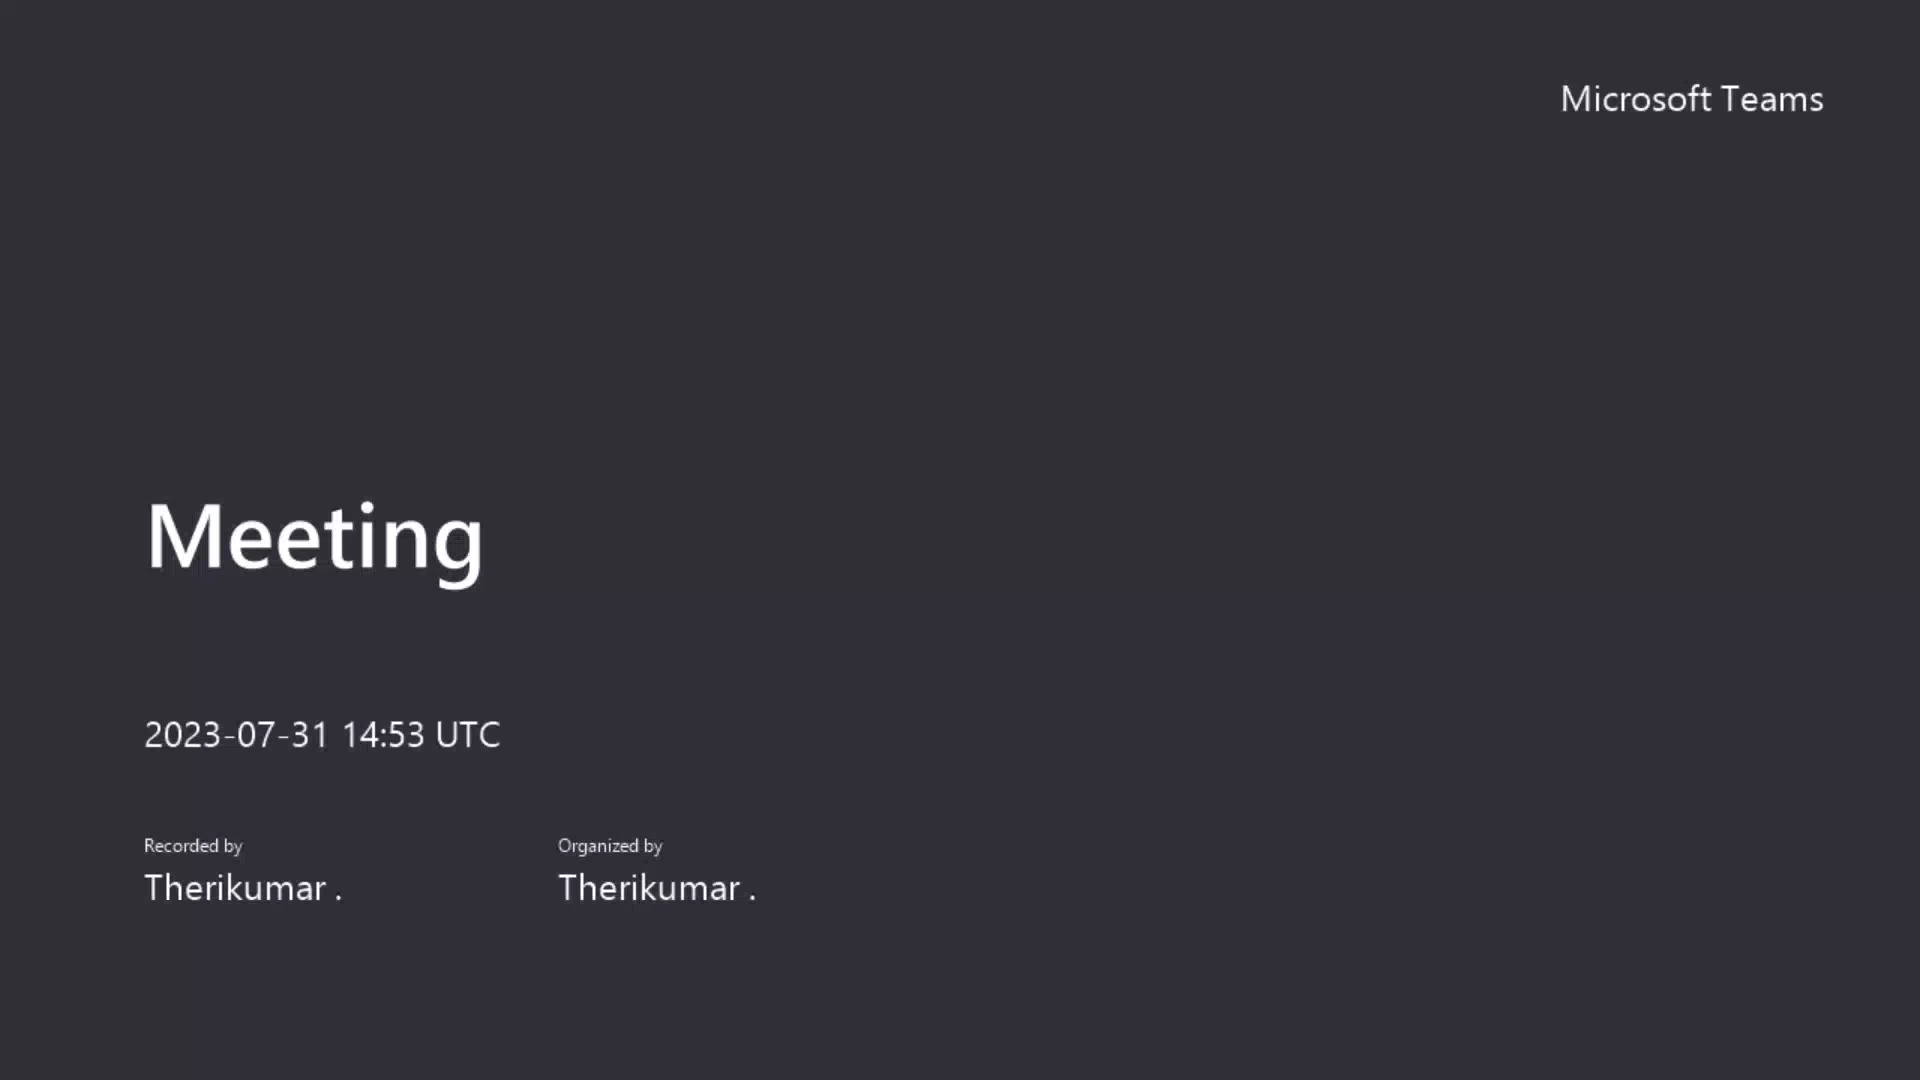 Microsoft Teams
Meeting
2023-07-31 14:53 UTC
Recorded by
Therikumar .
Organized by
Therikumar .